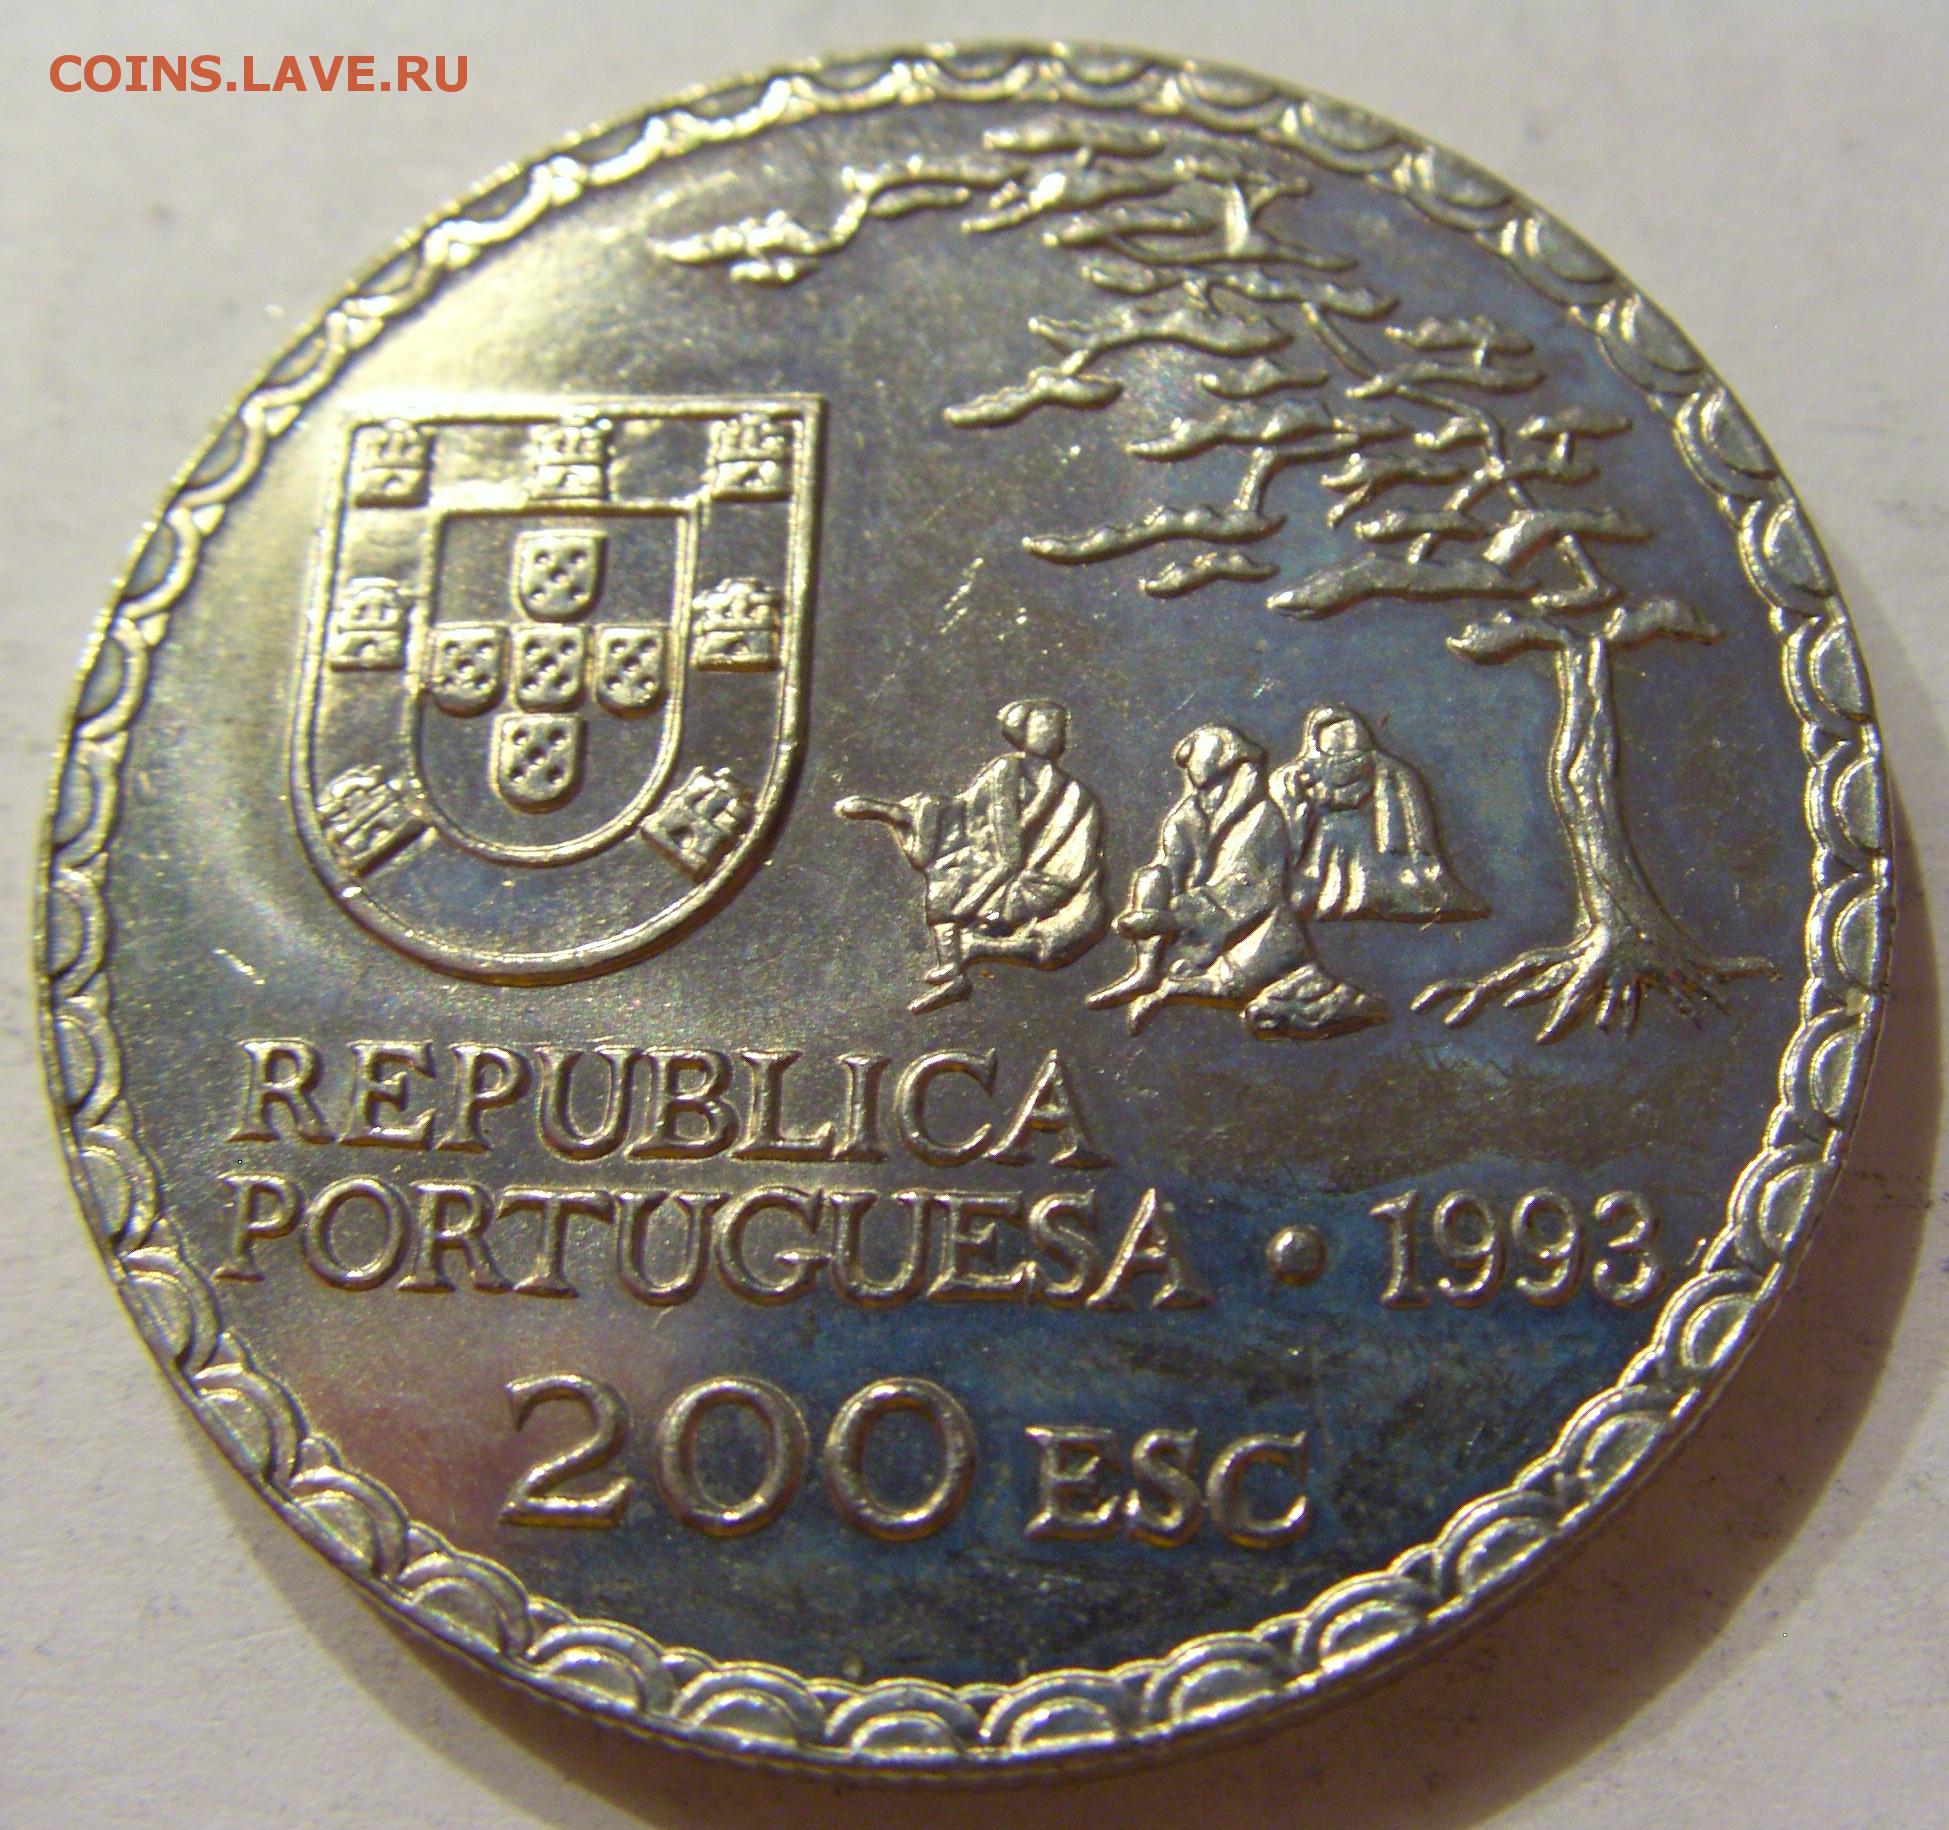 COINS.LAVE.RU
REPUBLICA
PORTUGUESA • 1993
200 ESC